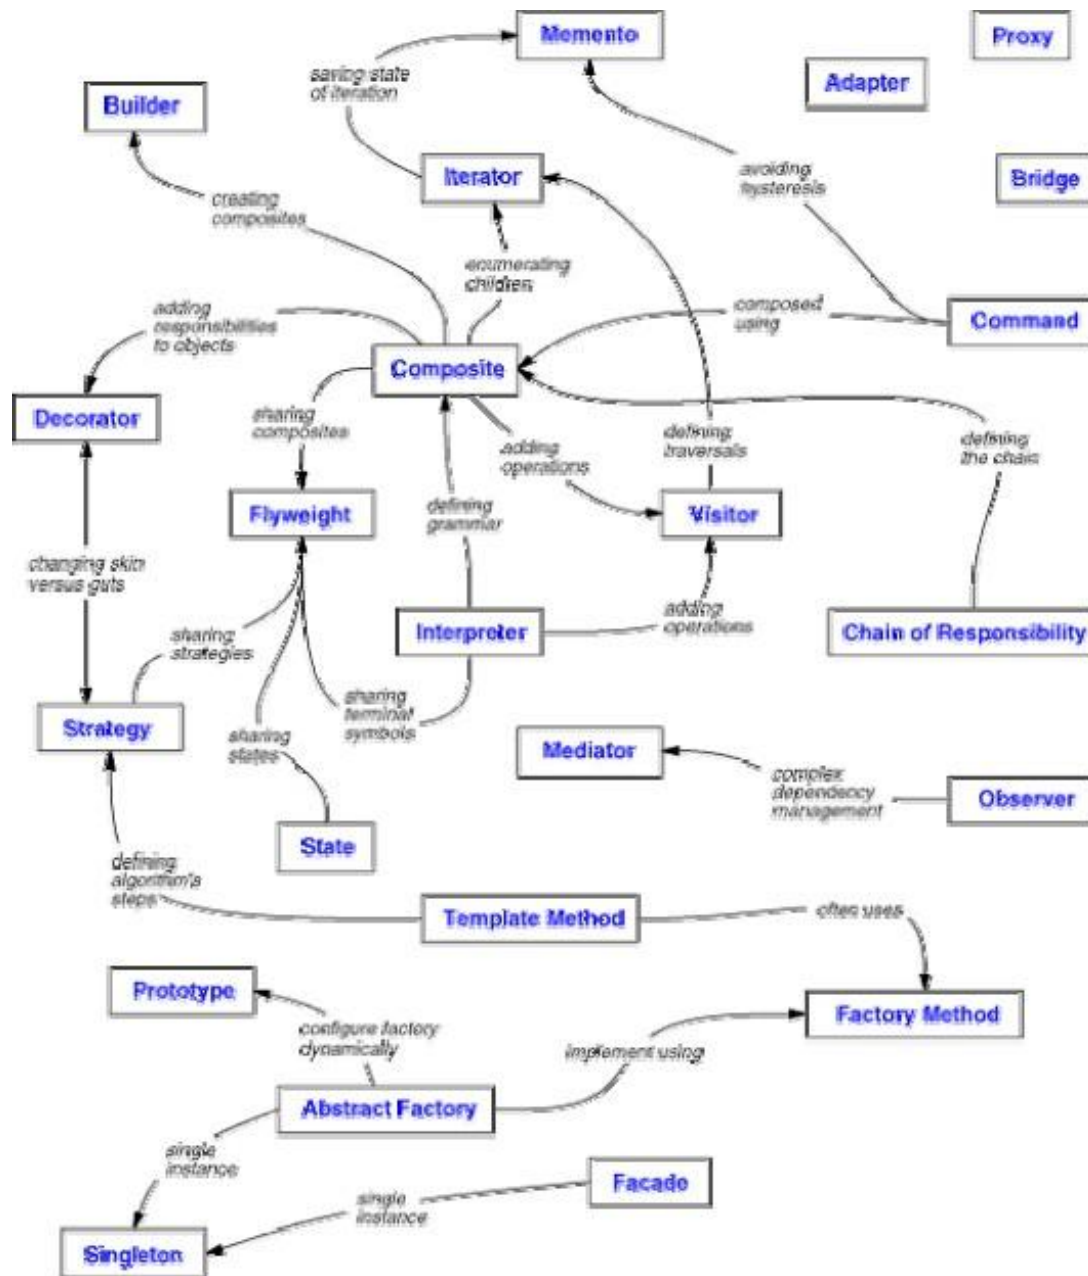 Memento
Proxy
saving state
of iteration
Adapter
Builder
avoiding
hysteresis
Iterator
Bridge
creating
composites
enumerating
children
adding
responsibilities
to objects
composed
using
Command
Composite
Decorator
sharing
composites
adding
operations
defining
traversals
defining
the chain
Flyweight
defining
grammar
Visitor
changing skin
versus guts
sharing
strategies
Interpreter
adding
operations
Chain of Responsibility
Strategy
sharing
states
sharing
terminal
symbols
Mediator
complex
dependency
management
Observer
State
defining
algorithm's
steps
Template Method
often uses
Prototype
Factory Method
configure factory
dynamically
implement using
Abstract Factory
single
instance
Facade
single
instance
Singleton